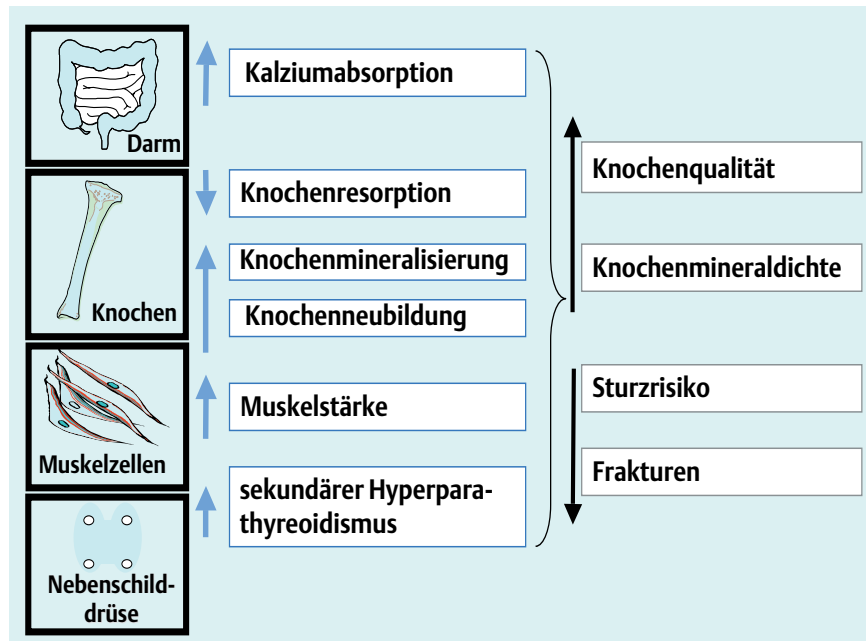 Darm
Kalziumabsorption
Knochen
Knochenresorption
Knochenmineralisierung
Knochenneubildung
Muskelzellen
Muskelstärke
Nebenschild-
drüse
sekundärer Hyperpara-
thyreoidismus
Knochenqualität
Knochenmineraldichte
Sturzrisiko
Frakturen